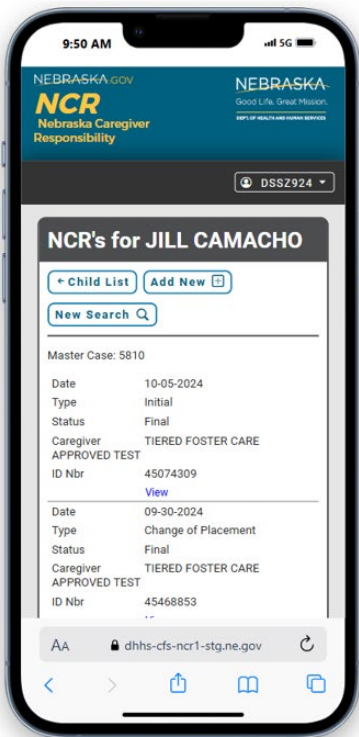 9:50 AM
5G
NEBRASKA.GOV
NCR
Nebraska Caregiver
Responsibility
NEBRASKA
Good Life. Great Mission.
DEPT. OF HEALTH AND HUMAN SERVICES
DSSZ924
NCR's for JILL CAMACHO
Child List
Add New
New Search
Master Case: 5810
Date 10-05-2024
Type Initial
Status Final
Caregiver TIERED FOSTER CARE
APPROVED TEST
ID Nbr 45074309
View
Date 09-30-2024
Type Change of Placement
Status Final
Caregiver TIERED FOSTER CARE
APPROVED TEST
ID Nbr 45468853
AA dhhs-cfs-ncr1-stg.ne.gov